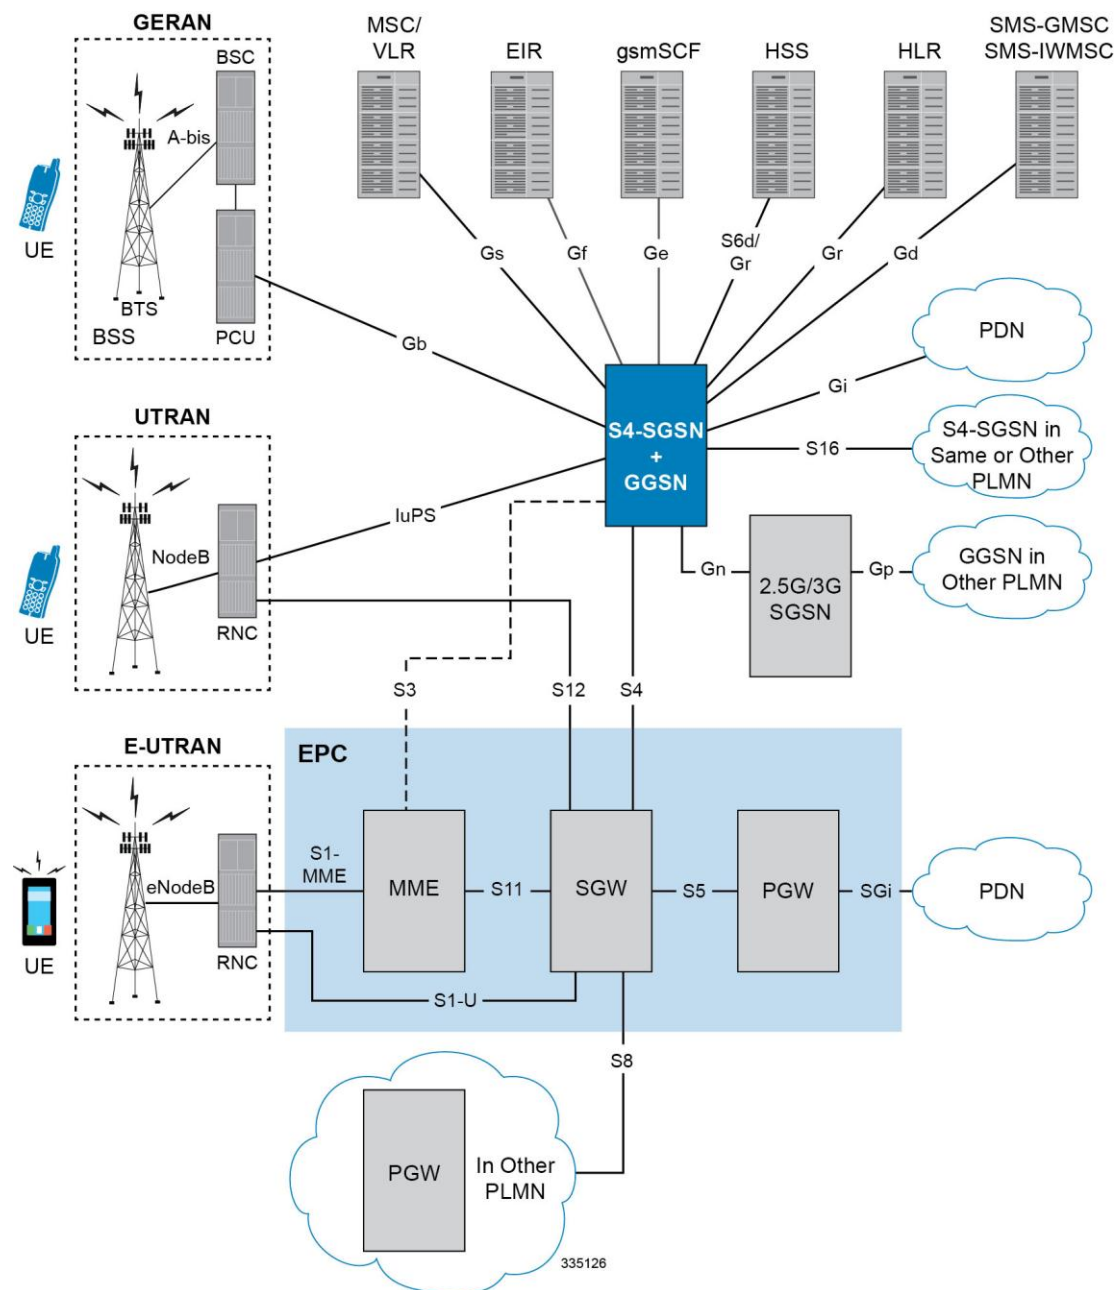 GERAN
MSC/
VLR
EIR
gsmSCF
HSS
HLR
SMS-GMSC
SMS-IWMSC
BSC
A-bis
UE
BTS
BSS
PCU
Gs
Gf
Ge
S6d/
Gr
Gr
Gd
Gb
PDN
Gi
UTRAN
S4-SGSN
+
GGSN
S16
S4-SGSN in
Same or Other
PLMN
IuPS
NodeB
UE
RNC
Gn
2.5G/3G
SGSN
Gp
GGSN in
Other PLMN
S3
S12
S4
E-UTRAN
EPC
eNodeB
UE
RNC
S1-
MME
MME
S11
SGW
S5
PGW
SGi
PDN
S1-U
S8
PGW
In Other
PLMN
335126